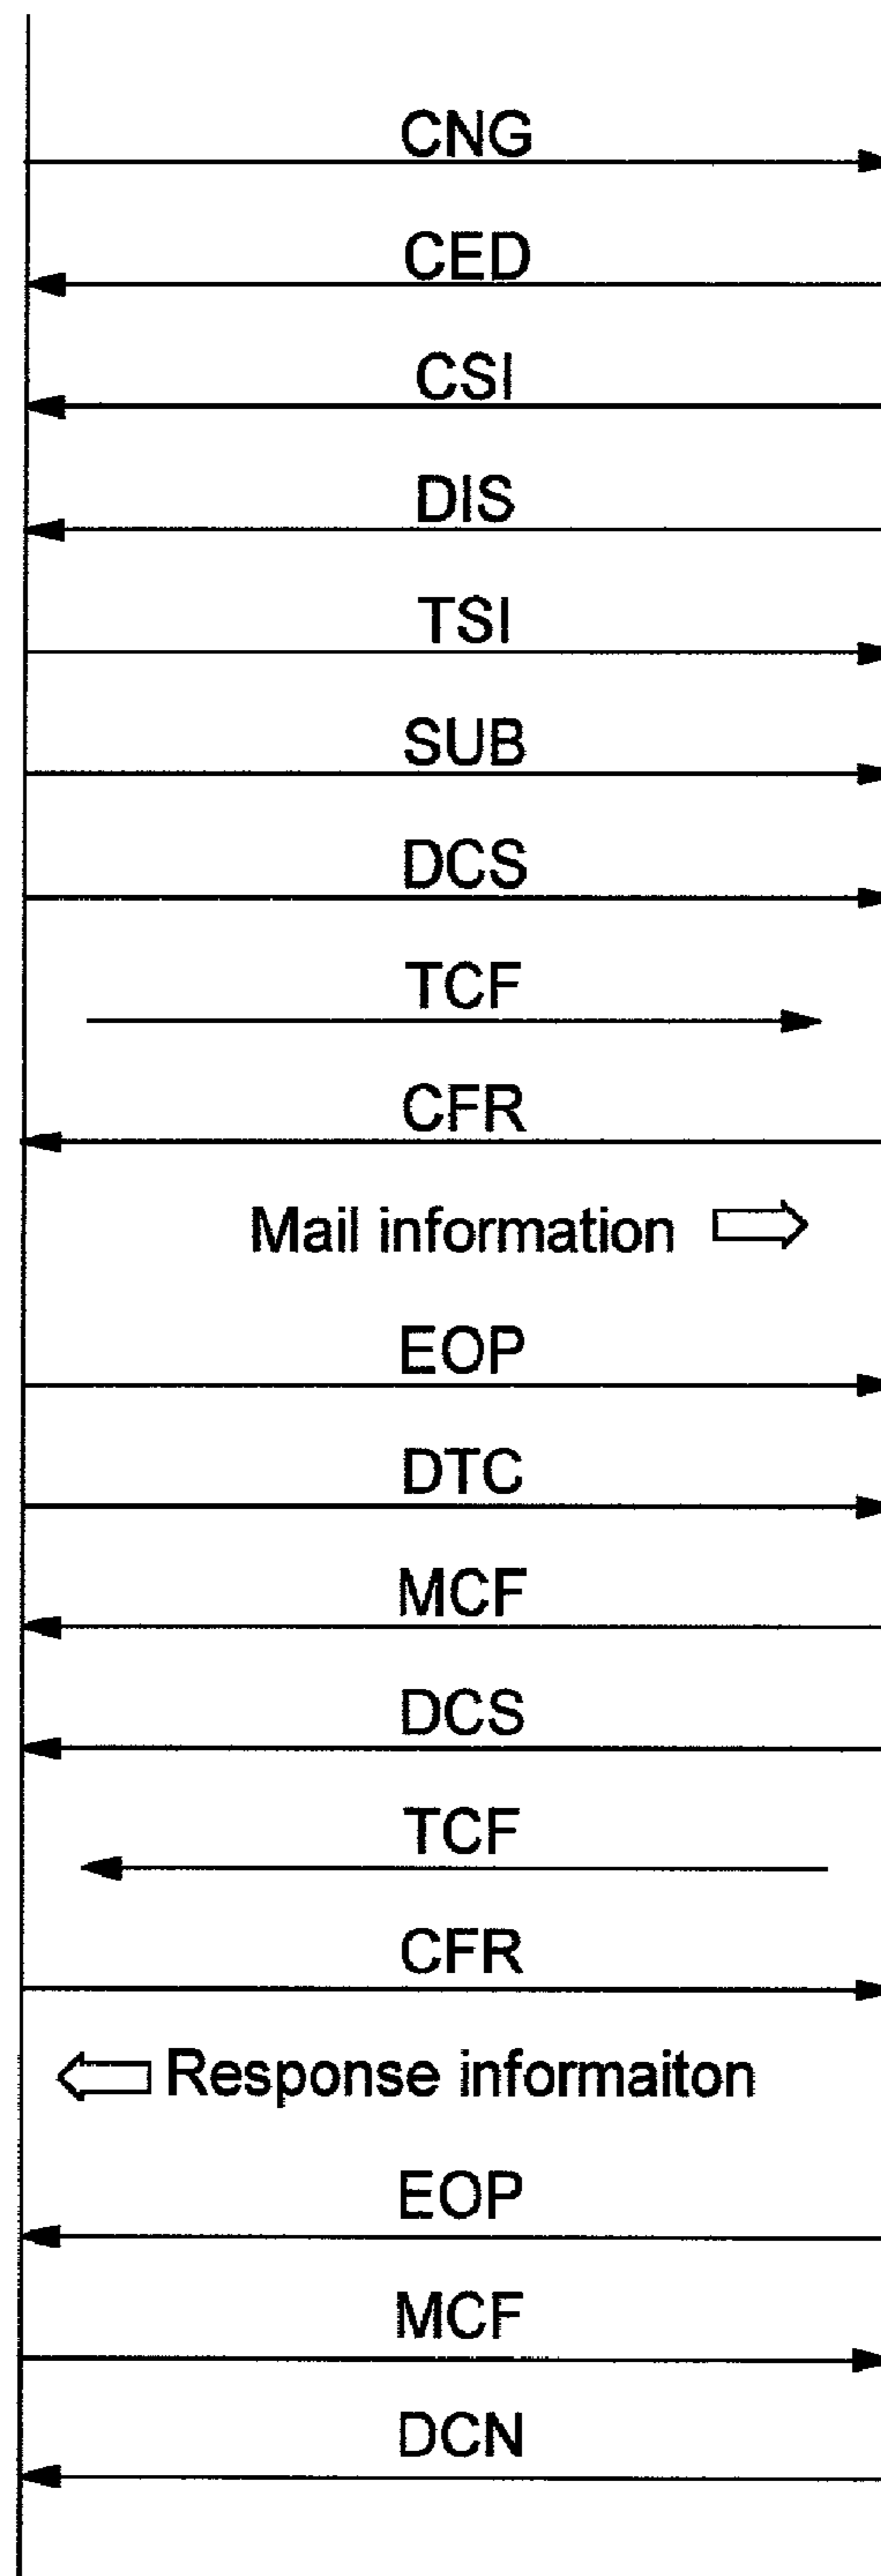 CNG
CED
CSI
DIS
TSI
SUB
DCS
TCF
CFR
Mail information
EOP
DTC
MCF
DCS
TCF
CFR
Response informaiton
EOP
MCF
DCN